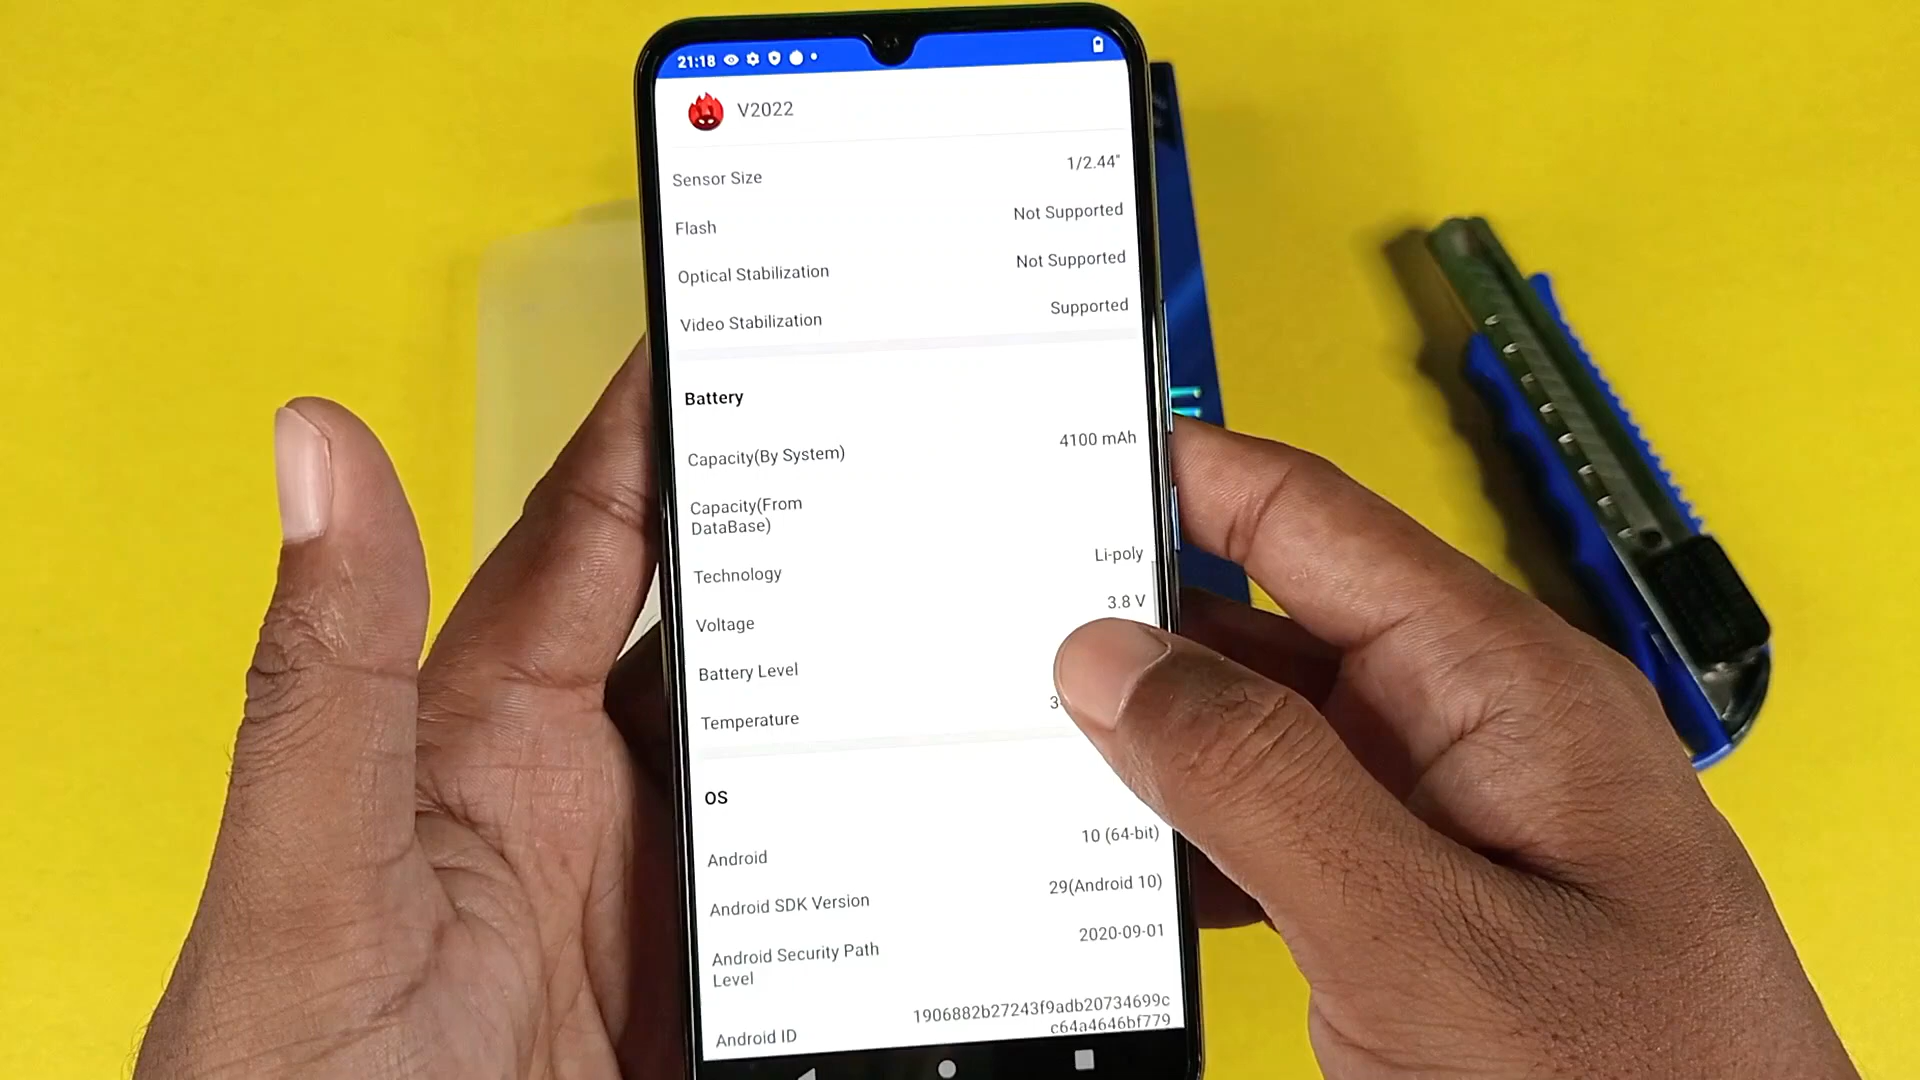 21:18
V2022
Sensor Size 1/2.44"
Flash Not Supported
Optical Stabilization Not Supported
Video Stabilization Supported
Battery
Capacity(By System) 4100 mAh
Capacity(From
DataBase)
Technology Li-poly
Voltage 3.8 V
Battery Level
Temperature
OS
Android 10 (64-bit)
Android SDK Version 29(Android 10)
Android Security Path 2020-09-01
Level
Android ID 1906882b27243f9adb20734699c
c64a4646bf779